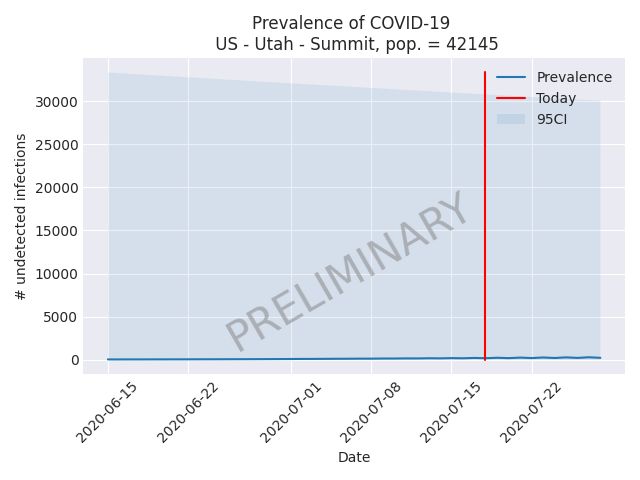 Prevalence of COVID-19
US - Utah - Summit, pop. = 42145
Prevalence
Today
95CI
30000
25000
20000
15000
10000
5000
0
# undetected infections
PRELIMINARY
2020-06-15
2020-06-22
2020-07-01
2020-07-08
2020-07-15
2020-07-22
Date